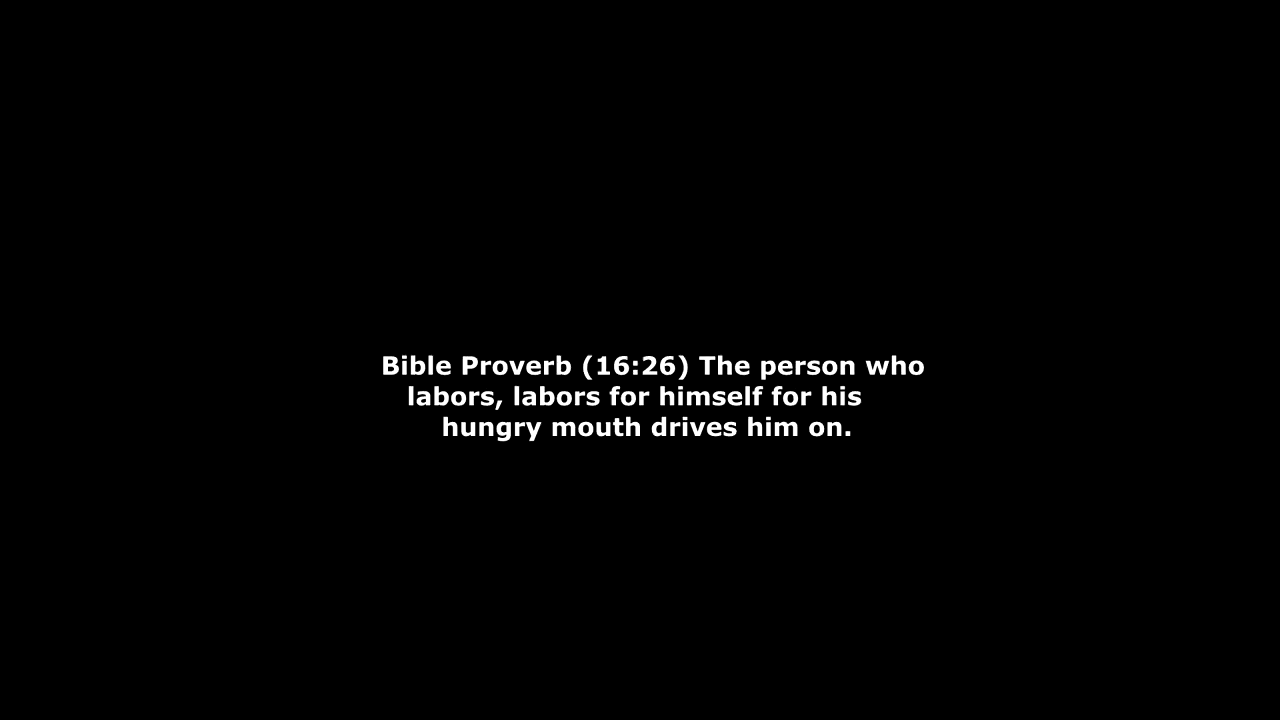 Bible Proverb (16:26) The person who
labors, labors for himself for his
hungry mouth drives him on.